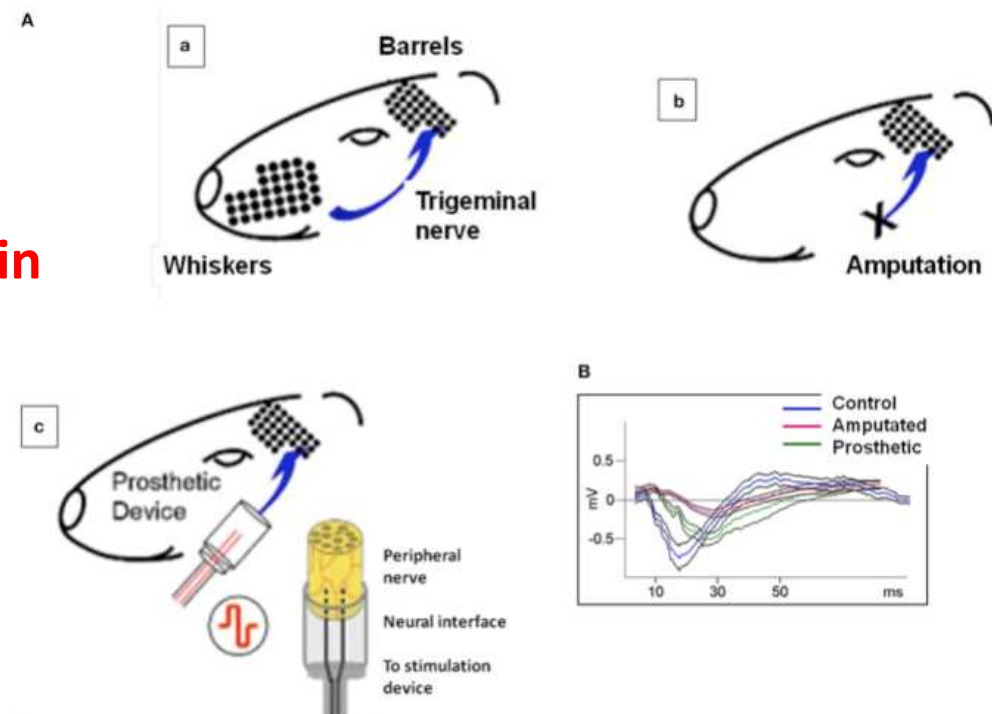 A
a
Barrels
Trigeminal
nerve
Whiskers
in
b
X
Amputation
c
Prosthetic
Device
Peripheral
nerve
Neural interface
To stimulation
device
B
Control
Amputated
Prosthetic
0.5
0
-0.5
mV
10
30
50
ms